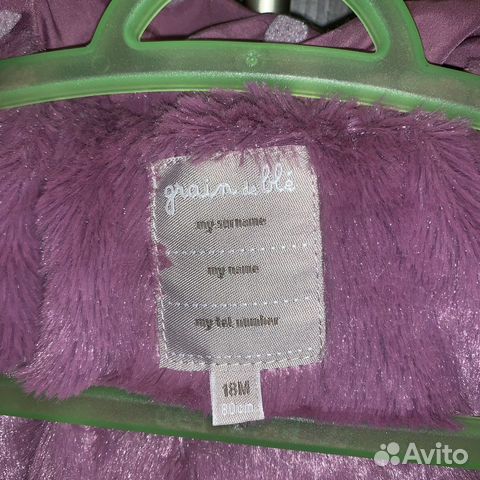 grain de blé
my surname
my name
my tel number
18M
80cm
Avito